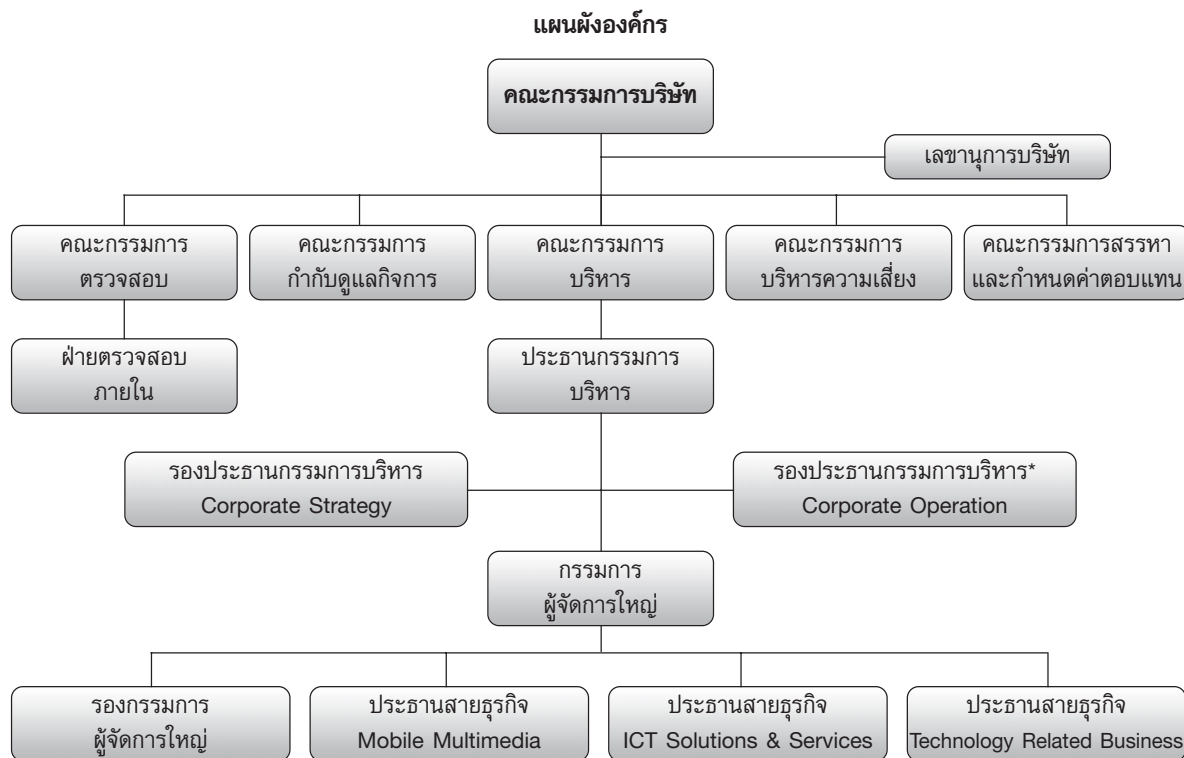 แผนผังองค์กร
คณะกรรมการบริษัท
เลขานุการบริษัท
คณะกรรมการ
ตรวจสอบ
คณะกรรมการ
กำกับดูแลกิจการ
คณะกรรมการ
บริหาร
คณะกรรมการ
บริหารความเสี่ยง
คณะกรรมการสรรหา
และกำหนดค่าตอบแทน
ฝ่ายตรวจสอบ
ภายใน
ประธานกรรมการ
บริหาร
รองประธานกรรมการบริหาร
Corporate Strategy
รองประธานกรรมการบริหาร*
Corporate Operation
กรรมการ
ผู้จัดการใหญ่
รองกรรมการ
ผู้จัดการใหญ่
ประธานสายธุรกิจ
Mobile Multimedia
ประธานสายธุรกิจ
ICT Solutions & Services
ประธานสายธุรกิจ
Technology Related Business